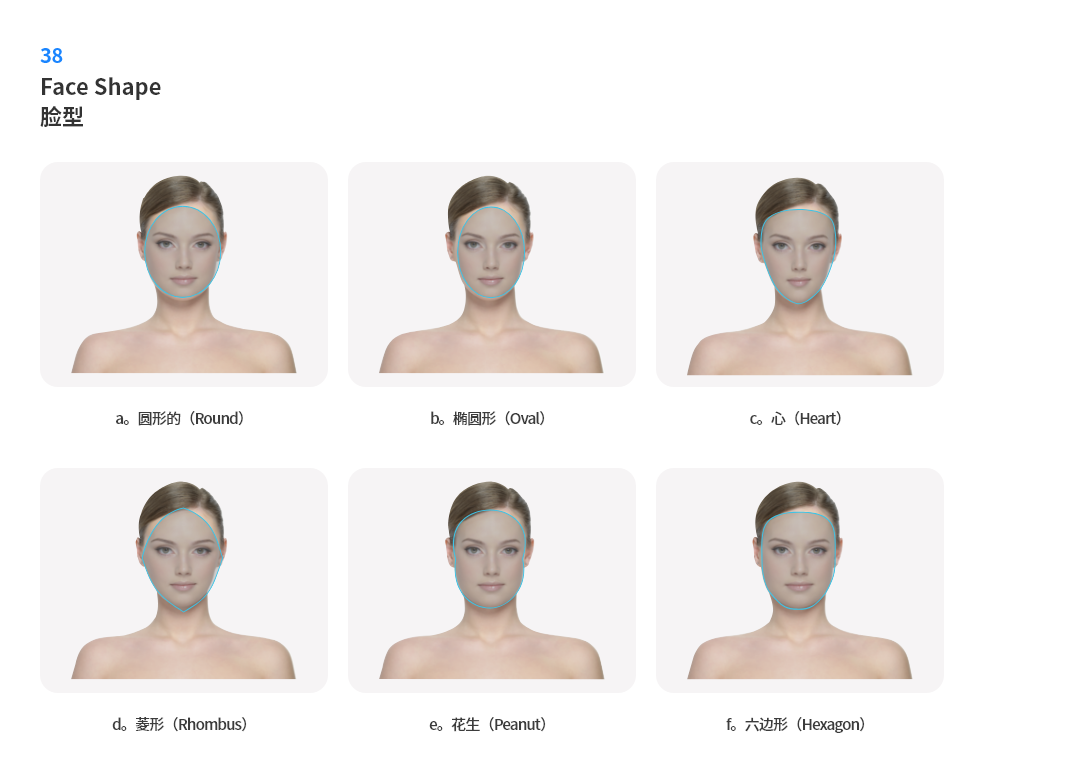 38
Face Shape
脸型
a。圆形的（Round）
b。椭圆形（Oval）
c。心（Heart）
d。菱形（Rhombus）
e。花生（Peanut）
f。六边形（Hexagon）